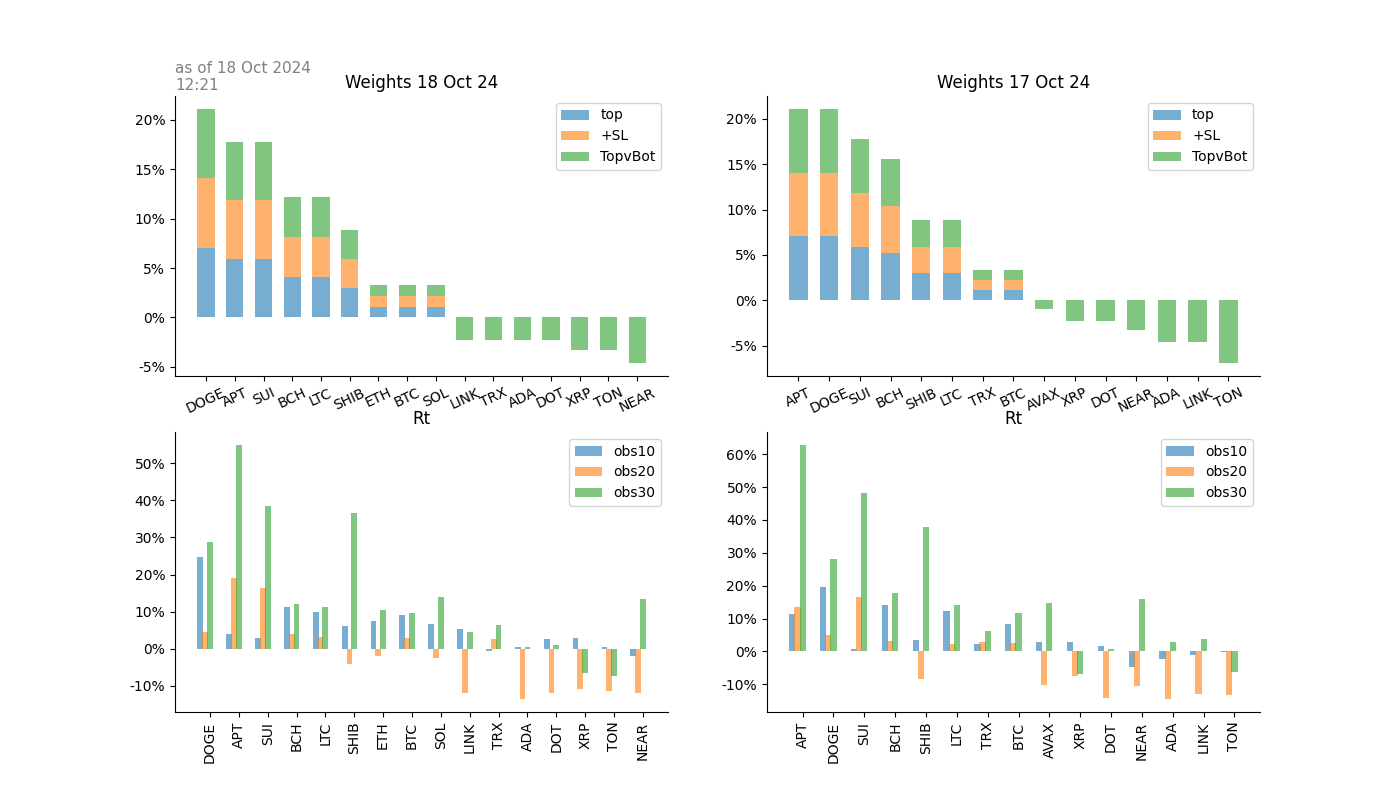 as of 18 Oct 2024
12:21
Weights 18 Oct 24
20%
15%
10%
5%
0%
-5%
top
+SL
TopvBot
DOGE APT SUI BCH LTC SHIB ETH BTC SOL LINK TRX ADA DOT XRP TON NEAR
Weights 17 Oct 24
20%
15%
10%
5%
0%
-5%
top
+SL
TopvBot
APT DOGE SUI BCH SHIB LTC TRX BTC AVAX XRP DOT NEAR ADA LINK TON
Rt
50%
40%
30%
20%
10%
0%
-10%
obs10
obs20
obs30
DOGE APT SUI BCH LTC SHIB ETH BTC SOL LINK TRX ADA DOT XRP TON NEAR
Rt
60%
50%
40%
30%
20%
10%
0%
-10%
obs10
obs20
obs30
APT DOGE SUI BCH SHIB LTC TRX BTC AVAX XRP DOT NEAR ADA LINK TON